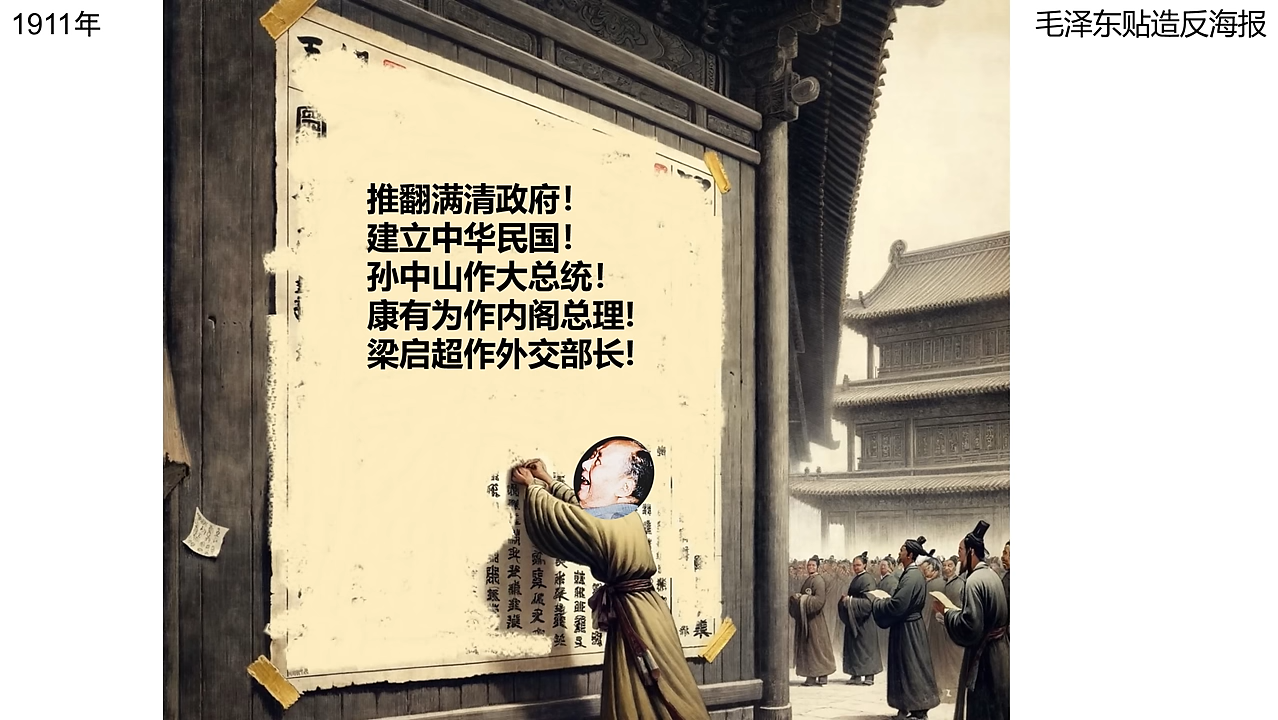 1911年
毛泽东贴造反海报
推翻满清政府！
建立中华民国！
孙中山作大总统！
康有为作内阁总理!
梁启超作外交部长!